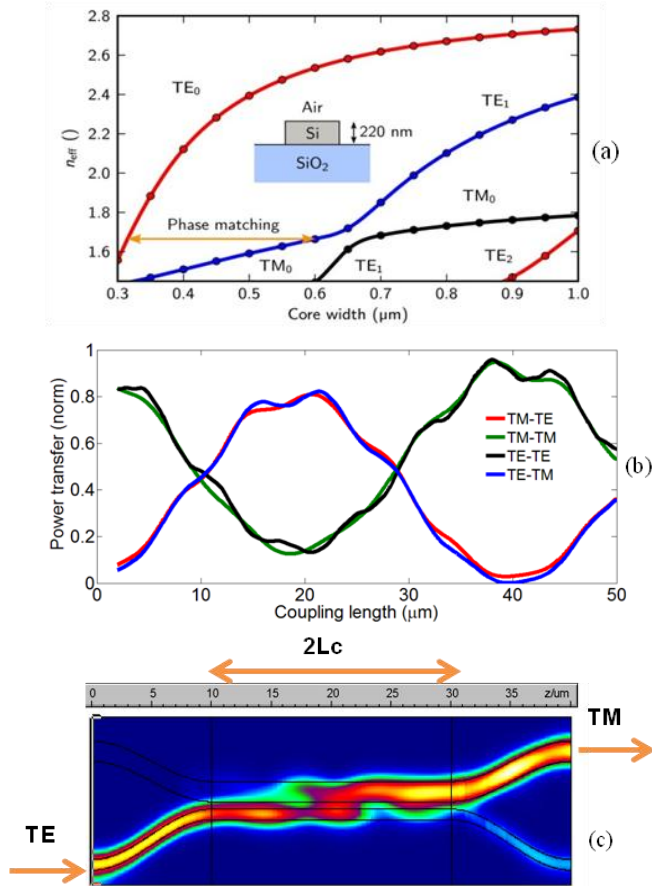 2.8
2.6
2.4
2.2
2.0
1.8
1.6
n_eff ()
TE₀
Air
Si
220 nm
SiO₂
TE₁
(a)
TM₀
Phase matching
TM₀
TE₁
TE₂
0.3 0.4 0.5 0.6 0.7 0.8 0.9 1.0
Core width (μm)
1
0.8
0.6
0.4
0.2
0
Power transfer (norm)
TM-TE
TM-TM
TE-TE
TE-TM
(b)
0 10 20 30 40 50
Coupling length (μm)
2Lc
0 5 10 15 20 25 30 35 z/um
TM
TE
(c)